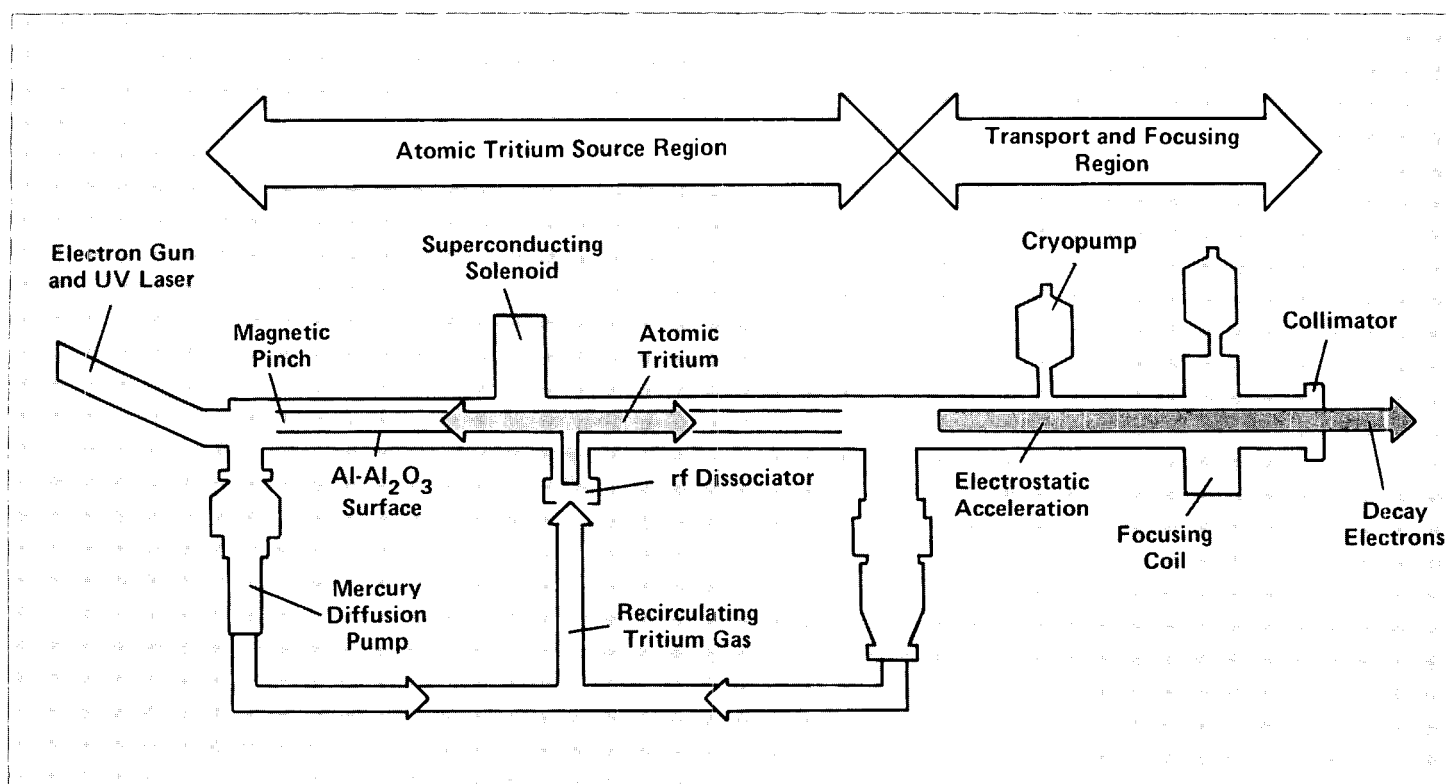 Atomic Tritium Source Region
Transport and Focusing
Region
Electron Gun
and UV Laser
Superconducting
Solenoid
Cryopump
Magnetic
Pinch
Atomic
Tritium
Collimator
Al-Al₂O₃
Surface
rf Dissociator
Electrostatic
Acceleration
Focusing
Coil
Decay
Electrons
Mercury
Diffusion
Pump
Recirculating
Tritium Gas